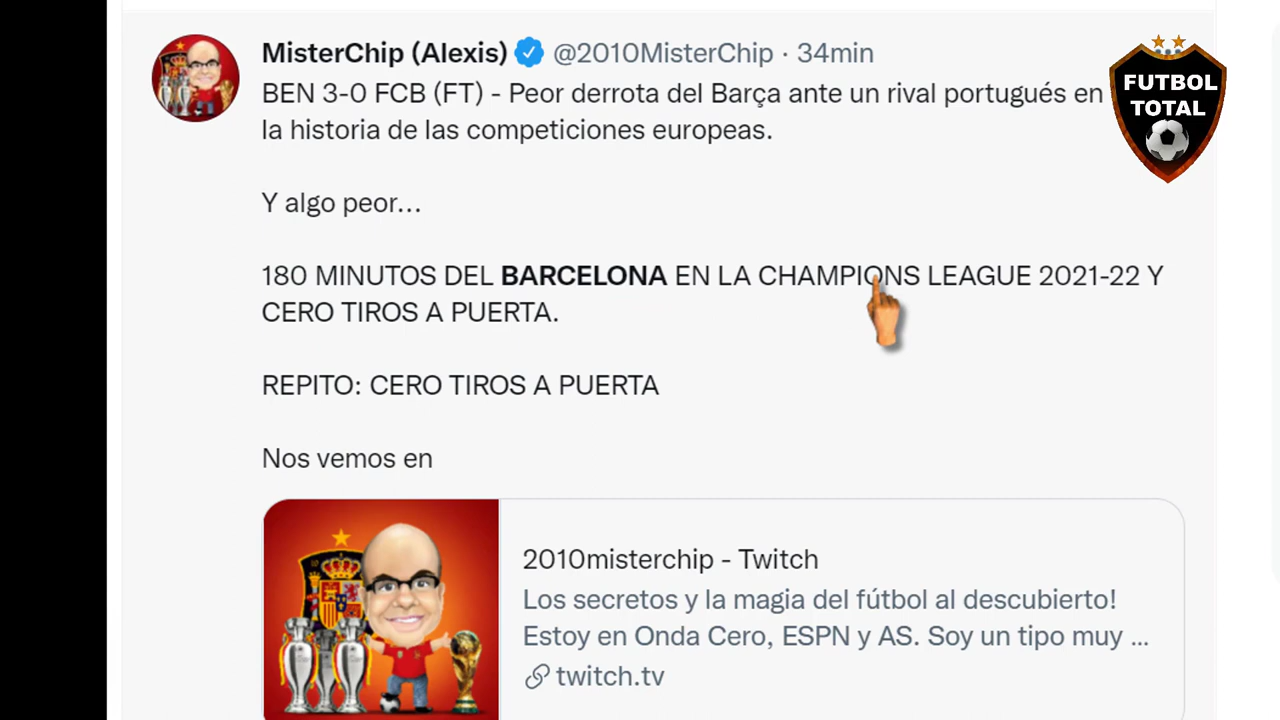 MisterChip (Alexis) @2010MisterChip · 34min
BEN 3-0 FCB (FT) - Peor derrota del Barça ante un rival portugués en
la historia de las competiciones europeas.
Y algo peor...
180 MINUTOS DEL BARCELONA EN LA CHAMPIONS LEAGUE 2021-22 Y
CERO TIROS A PUERTA.
REPITO: CERO TIROS A PUERTA
Nos vemos en
2010misterchip - Twitch
Los secretos y la magia del fútbol al descubierto!
Estoy en Onda Cero, ESPN y AS. Soy un tipo muy ...
twitch.tv
FUTBOL
TOTAL